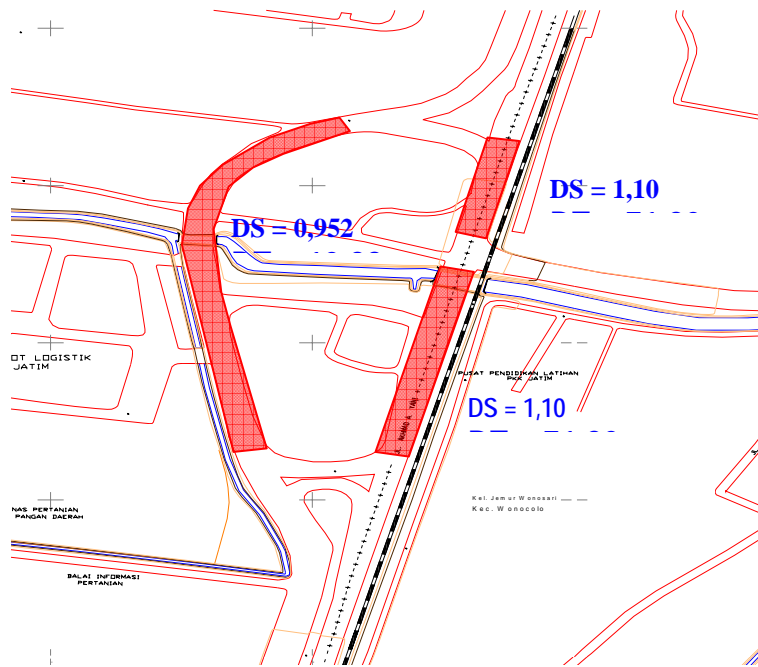 DS = 1,10
DS = 0,952
OT LOGISTIK
JATIM
PUSAT PENDIDIKAN LATIHAN
PKK JATIM
DS = 1,10
A YANI
Kel. Jemur Wonosari
Kec. Wonocolo
NAS PERTANIAN
PANGAN DAERAH
BALAI INFORMASI
PERTANIAN